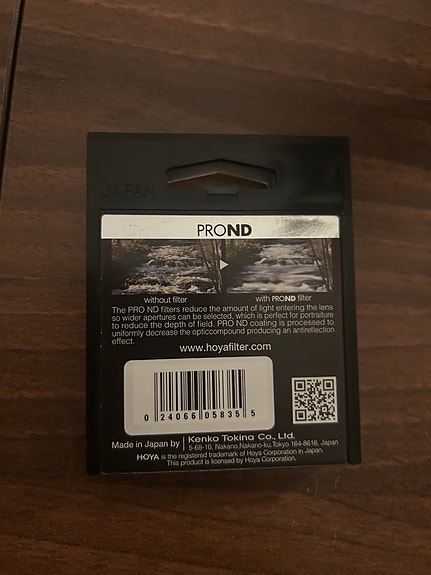 JAPAN
PROND
without filter
with PROND filter
The PRO ND filters reduce the amount of light entering the lens
so wider apertures can be selected, which is perfect for portraiture
to reduce the depth of field. PRO ND coating is processed to
uniformly decrease the opticcompound producing an antireflection
effect.
www.hoyafilter.com
0 24066 05835 5
Made in Japan by Kenko Tokina Co., Ltd.
5-68-10, Nakano,Nakano-ku,Tokyo 164-8616, Japan
HOYA is the registered trademark of Hoya Corporation in Japan.
This product is licensed by Hoya Corporation.